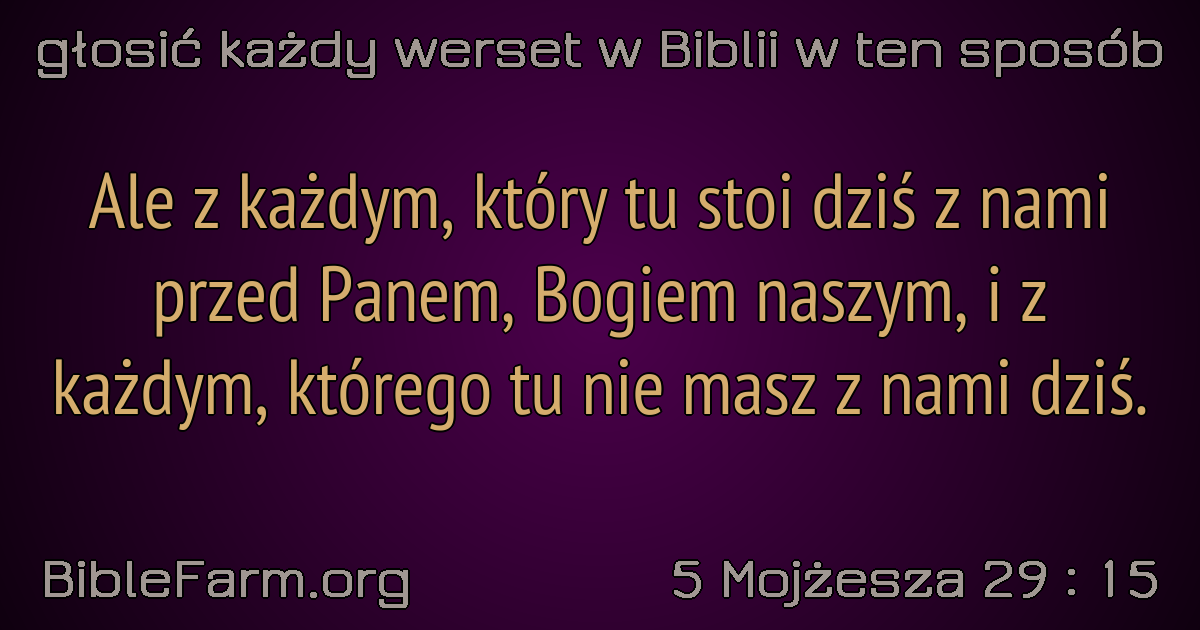 głosić każdy werset w Biblii w ten sposób
Ale z każdym, który tu stoi dziś z nami
przed Panem, Bogiem naszym, i z
każdym, którego tu nie masz z nami dziś.
BibleFarm.org
5 Mojżesza 29 : 15